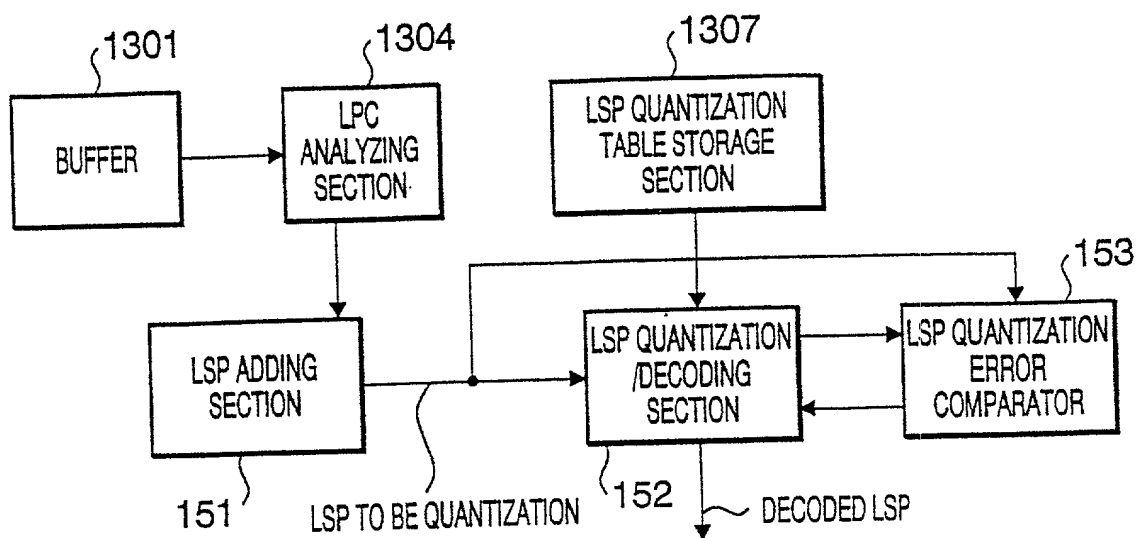 1301
1304
1307
BUFFER
LPC
ANALYZING
SECTION
LSP QUANTIZATION
TABLE STORAGE
SECTION
153
LSP ADDING
SECTION
LSP QUANTIZATION
/DECODING
SECTION
LSP QUANTIZATION
ERROR
COMPARATOR
151
LSP TO BE QUANTIZATION
152
DECODED LSP